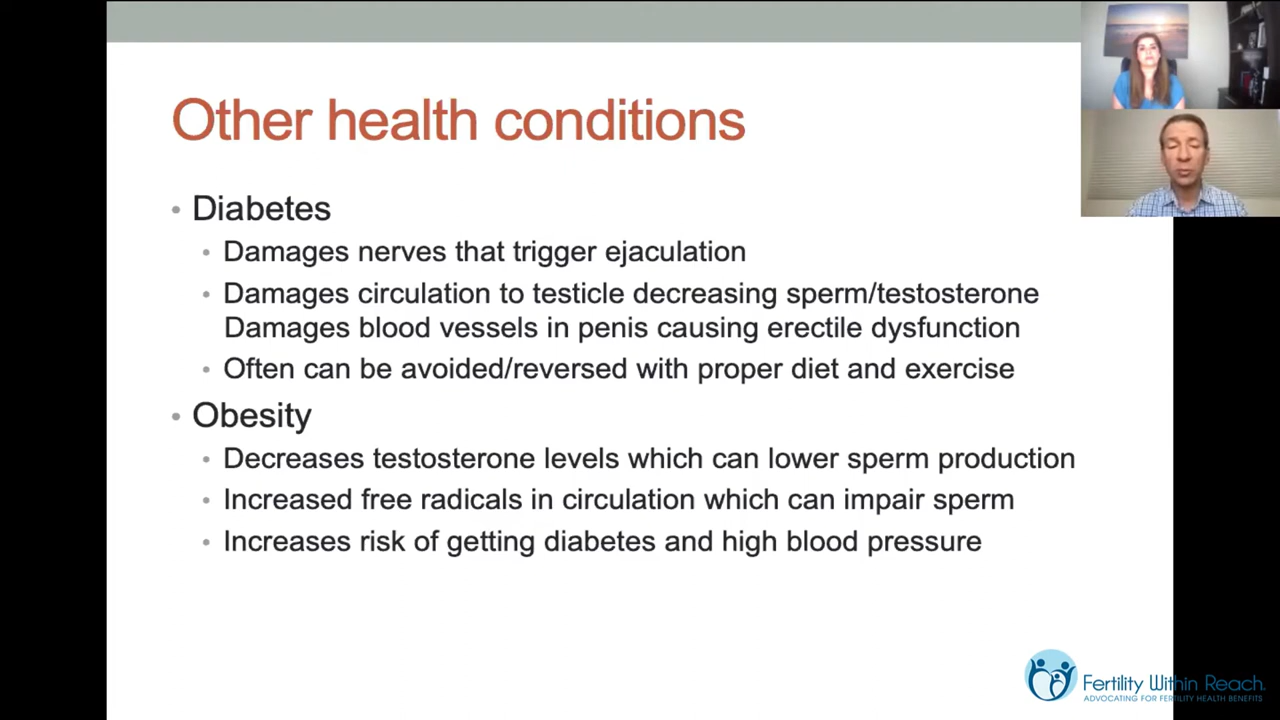 Other health conditions
• Diabetes
• Damages nerves that trigger ejaculation
• Damages circulation to testicle decreasing sperm/testosterone
Damages blood vessels in penis causing erectile dysfunction
• Often can be avoided/reversed with proper diet and exercise
• Obesity
• Decreases testosterone levels which can lower sperm production
• Increased free radicals in circulation which can impair sperm
• Increases risk of getting diabetes and high blood pressure
Fertility Within Reach.
ADVOCATING FOR FERTILITY HEALTH BENEFITS